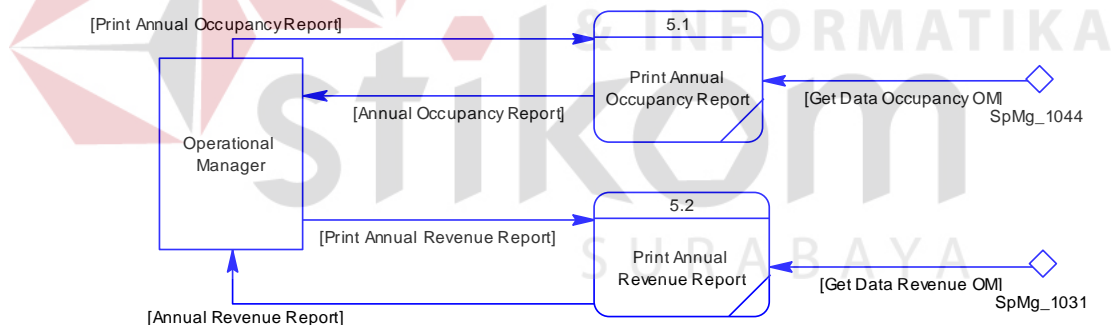 & INFORMATIKA
stikom
SURABAYA
[Print Annual Occupancy Report]
5.1
Print Annual
Occupancy Report
[Get Data Occupancy OM]
SpMg_1044
[Annual Occupancy Report]
Operational
Manager
5.2
[Print Annual Revenue Report]
Print Annual
Revenue Report
[Get Data Revenue OM]
SpMg_1031
[Annual Revenue Report]